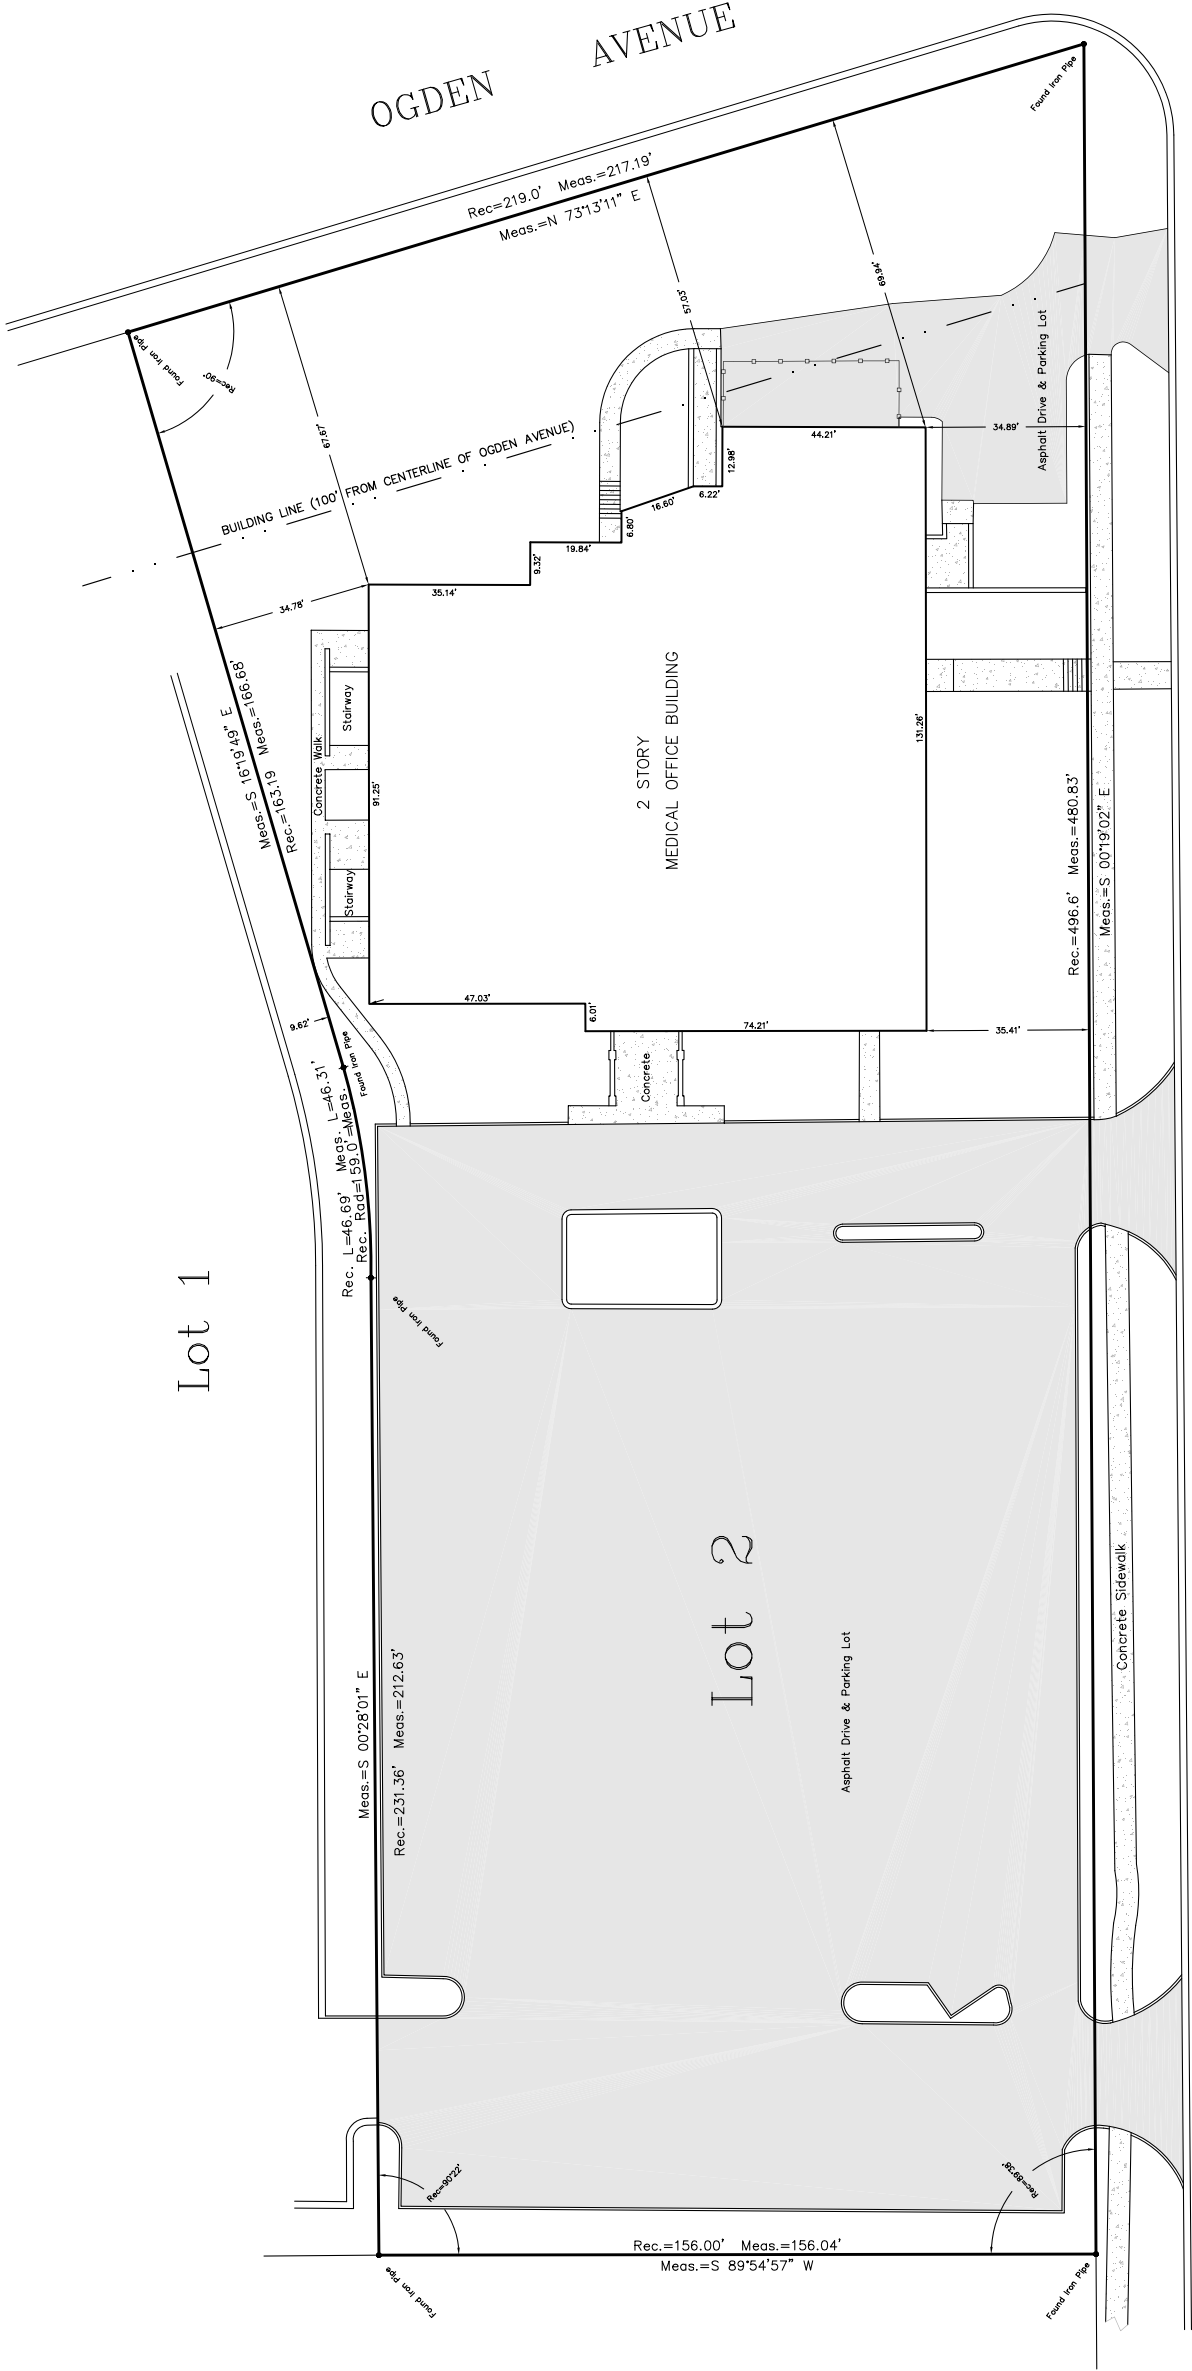 OGDEN AVENUE
Rec=219.0' Meas.=217.19'
Meas.=N 73°13'11" E
Found Iron Pipe
Found Iron Pipe
Rec=90°
67.67'
57.03'
69.94'
BUILDING LINE (100' FROM CENTERLINE OF OGDEN AVENUE)
Asphalt Drive & Parking Lot
44.21'
34.89'
12.98'
6.22'
16.60'
6.80'
19.84'
9.32'
35.14'
34.78'
Meas.=S 16°19'49" E
Rec.=163.19 Meas.=166.68'
Concrete Walk
Stairway
Stairway
91.25'
2 STORY
MEDICAL OFFICE BUILDING
131.26'
Rec.=496.6' Meas.=480.83'
Meas.=S 00°19'02" E
47.03'
6.01'
74.21'
35.41'
9.62'
Found Iron Pipe
Rec. L=46.69' Meas. L=46.31'
Rec. Rad=159.0'=Meas.
Concrete
Found Iron Pipe
Lot 1
Lot 2
Asphalt Drive & Parking Lot
Concrete Sidewalk
Meas.=S 00°28'01" E
Rec.=231.36' Meas.=212.63'
Rec=90°22'
Rec=89°38'
Rec.=156.00' Meas.=156.04'
Meas.=S 89°54'57" W
Found Iron Pipe
Found Iron Pipe